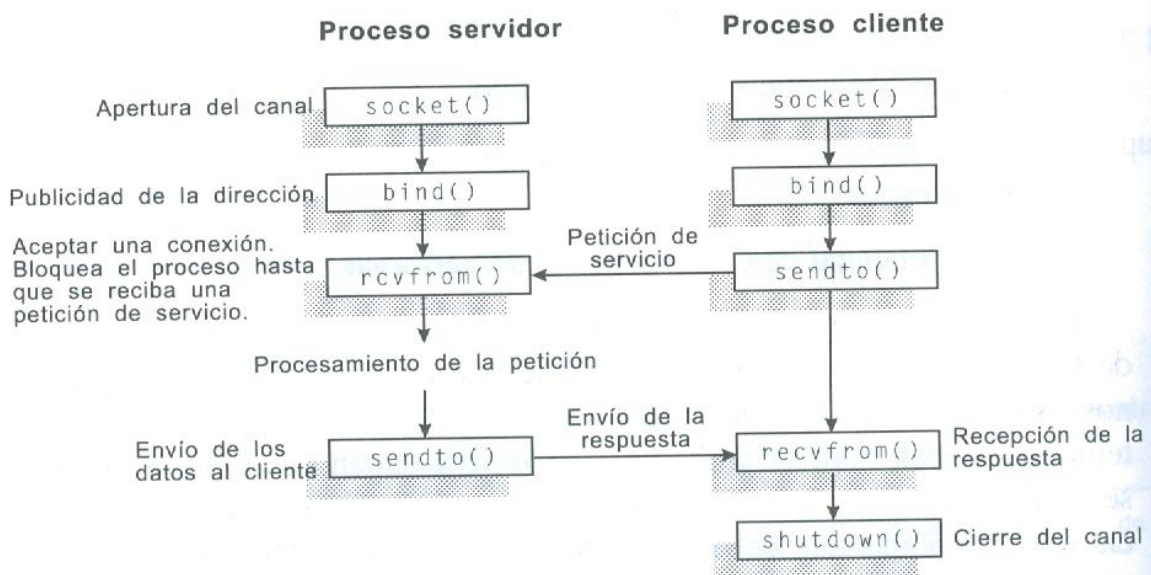 Proceso servidor
Proceso cliente
Apertura del canal
socket()
socket()
Publicidad de la dirección
bind()
bind()
Aceptar una conexión.
Bloquea el proceso hasta
que se reciba una
petición de servicio.
rcvfrom()
Petición de
servicio
sendto()
Procesamiento de la petición
Envío de los
datos al cliente
sendto()
Envío de la
respuesta
recvfrom()
Recepción de la
respuesta
shutdown()
Cierre del canal